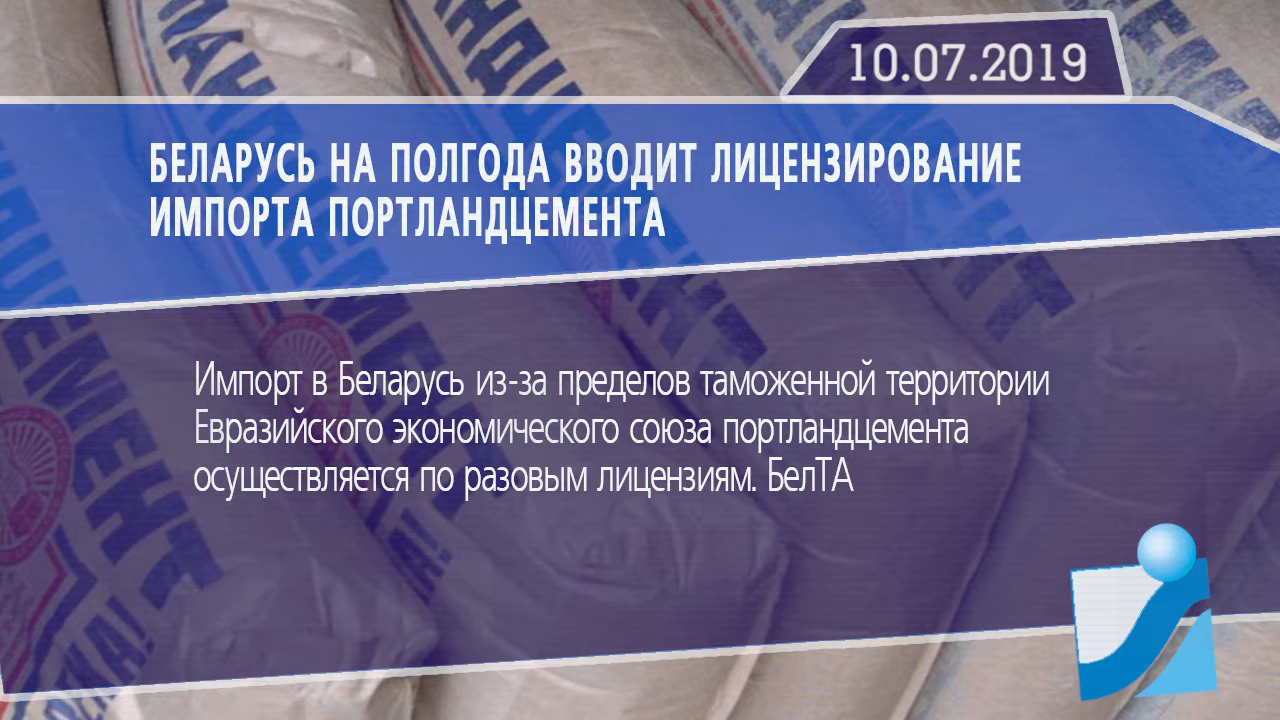 10.07.2019
БЕЛАРУСЬ НА ПОЛГОДА ВВОДИТ ЛИЦЕНЗИРОВАНИЕ
ИМПОРТА ПОРТЛАНДЦЕМЕНТА
Импорт в Беларусь из-за пределов таможенной территории
Евразийского экономического союза портландцемента
осуществляется по разовым лицензиям. БелТА